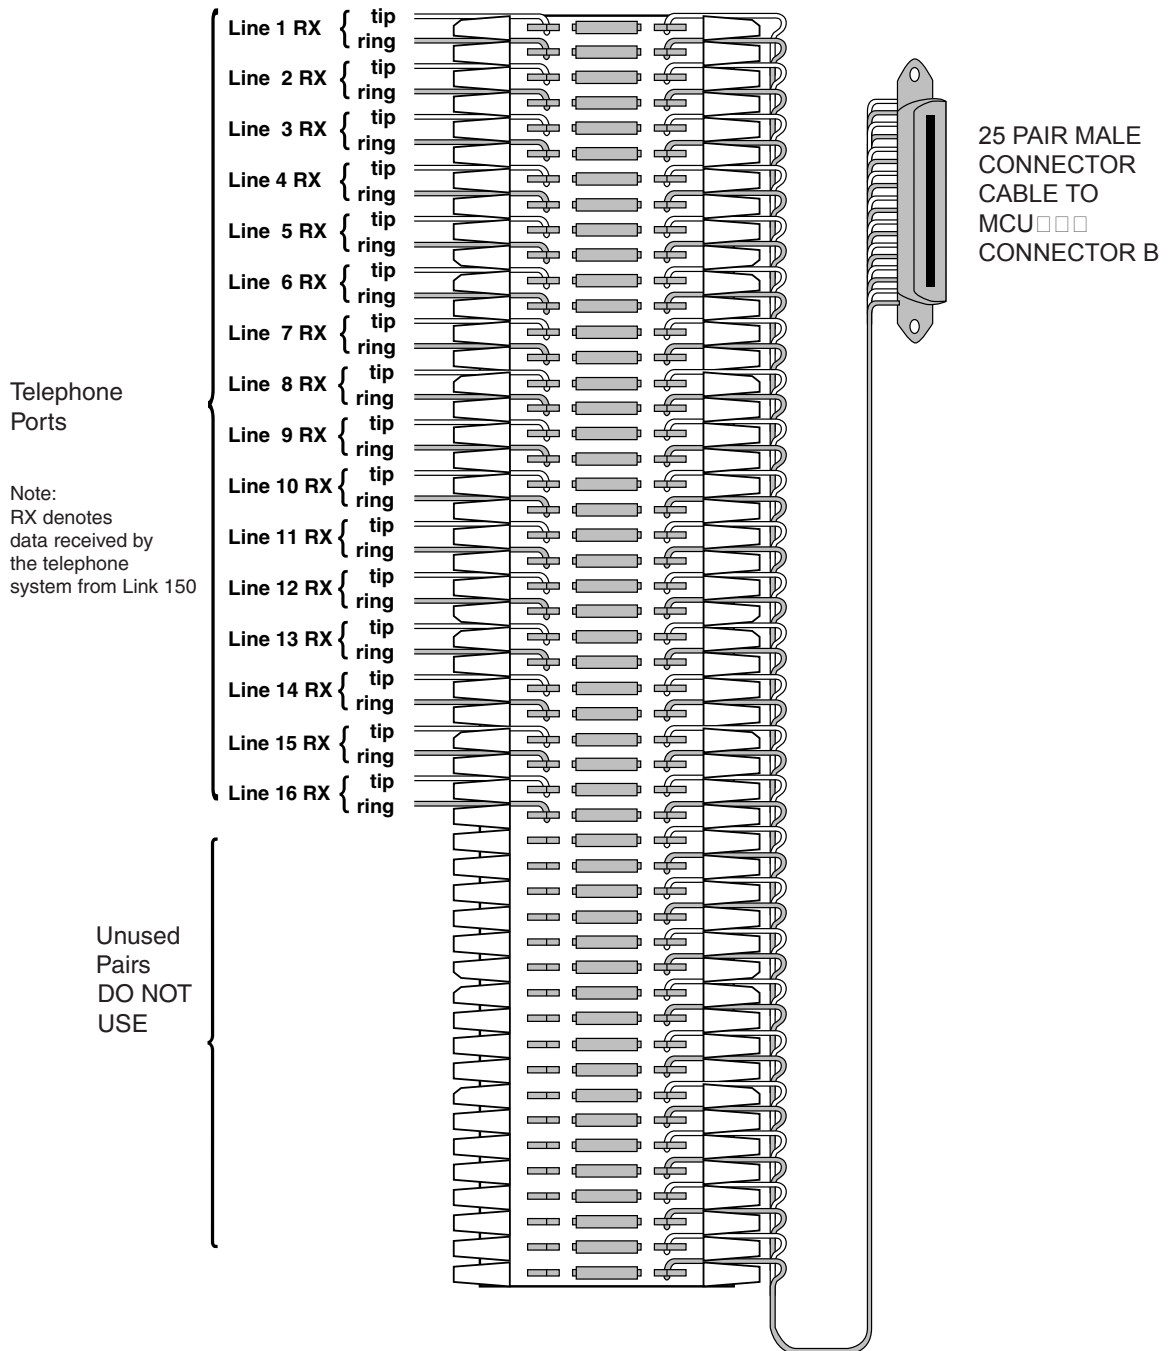 Line 1 RX { tip
ring
Line 2 RX { tip
ring
Line 3 RX { tip
ring
Line 4 RX { tip
ring
Line 5 RX { tip
ring
Line 6 RX { tip
ring
Line 7 RX { tip
ring
Line 8 RX { tip
ring
Line 9 RX { tip
ring
Line 10 RX { tip
ring
Line 11 RX { tip
ring
Line 12 RX { tip
ring
Line 13 RX { tip
ring
Line 14 RX { tip
ring
Line 15 RX { tip
ring
Line 16 RX { tip
ring
Telephone
Ports
Note:
RX denotes
data received by
the telephone
system from Link 150
Unused
Pairs
DO NOT
USE
25 PAIR MALE
CONNECTOR
CABLE TO
MCU□□□
CONNECTOR B